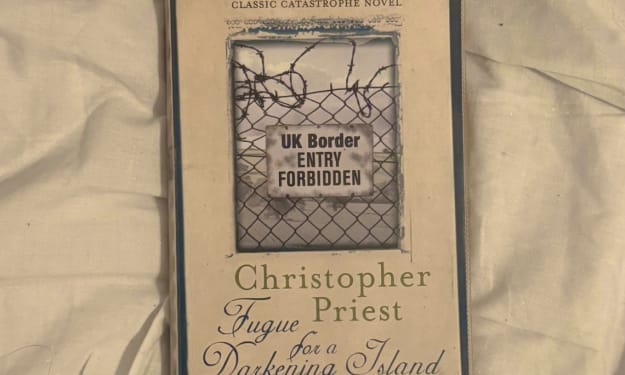 CLASSIC CATASTROPHE NOVEL
UK Border
ENTRY
FORBIDDEN
Christopher
Priest
Fugue
for a
Darkening Island